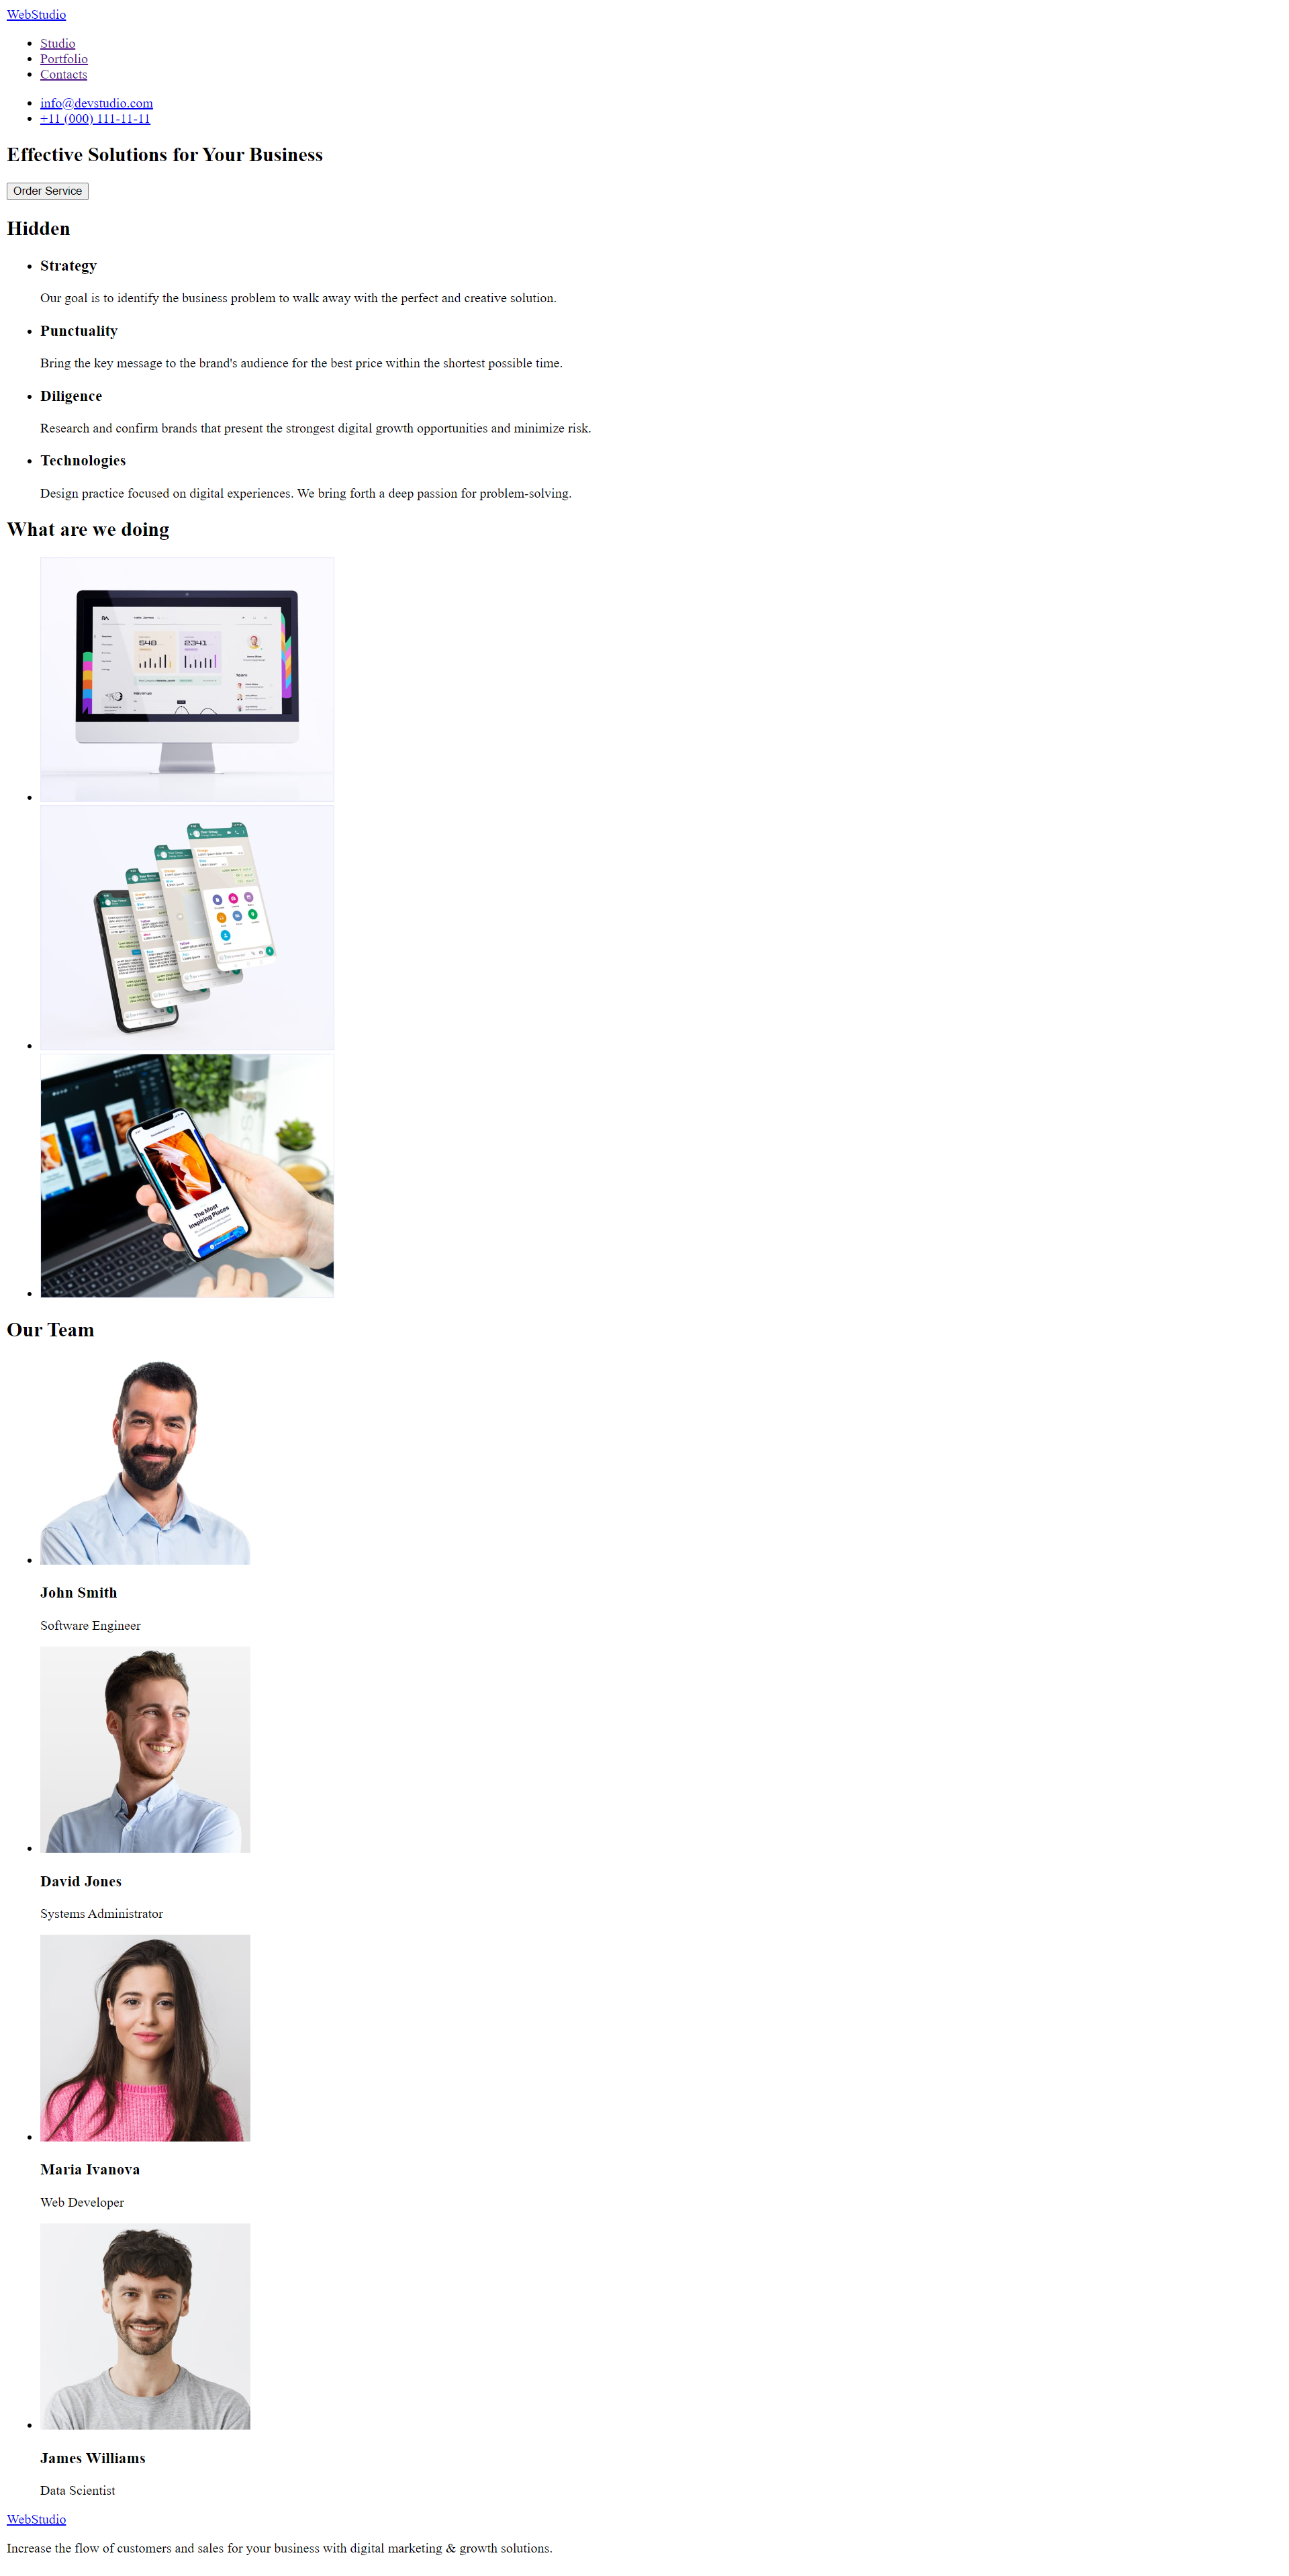 WebStudio
Studio
Portfolio
Contacts
info@devstudio.com
+11 (000) 111-11-11
Effective Solutions for Your Business
Order Service
Hidden
Strategy
Our goal is to identify the business problem to walk away with the perfect and creative solution.
Punctuality
Bring the key message to the brand's audience for the best price within the shortest possible time.
Diligence
Research and confirm brands that present the strongest digital growth opportunities and minimize risk.
Technologies
Design practice focused on digital experiences. We bring forth a deep passion for problem-solving.
What are we doing
548
2341
The Most
Inspiring Places
Our Team
John Smith
Software Engineer
David Jones
Systems Administrator
Maria Ivanova
Web Developer
James Williams
Data Scientist
WebStudio
Increase the flow of customers and sales for your business with digital marketing & growth solutions.